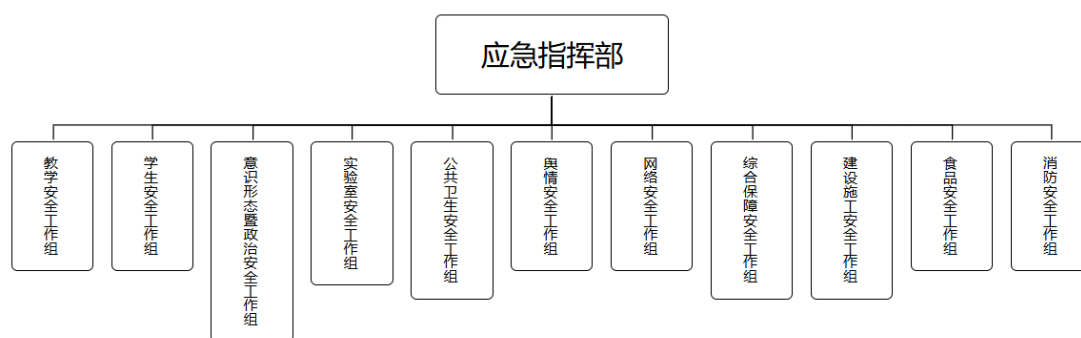 应急指挥部
教学安全工作组
学生安全工作组
意识形态暨政治安全工作组
实验室安全工作组
公共卫生安全工作组
舆情安全工作组
网络安全工作组
综合保障安全工作组
建设施工安全工作组
食品安全工作组
消防安全工作组